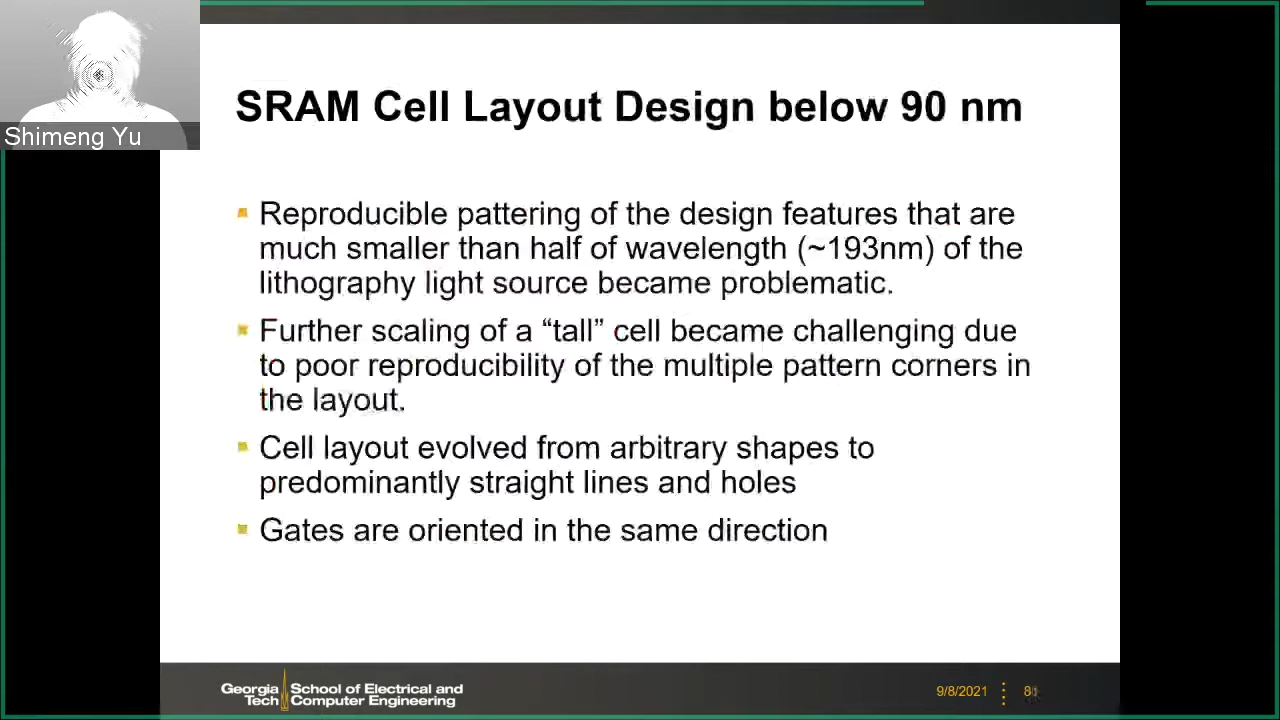 Shimeng Yu
SRAM Cell Layout Design below 90 nm
Reproducible pattering of the design features that are
much smaller than half of wavelength (~193nm) of the
lithography light source became problematic.
Further scaling of a “tall” cell became challenging due
to poor reproducibility of the multiple pattern corners in
the layout.
Cell layout evolved from arbitrary shapes to
predominantly straight lines and holes
Gates are oriented in the same direction
Georgia Tech School of Electrical and
Computer Engineering
9/8/2021